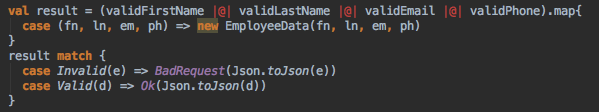 val result = (validFirstName |@| validLastName |@| validEmail |@| validPhone).map{
  case (fn, ln, em, ph) => new EmployeeData(fn, ln, em, ph)
}
result match {
  case Invalid(e) => BadRequest(Json.toJson(e))
  case Valid(d) => Ok(Json.toJson(d))
}